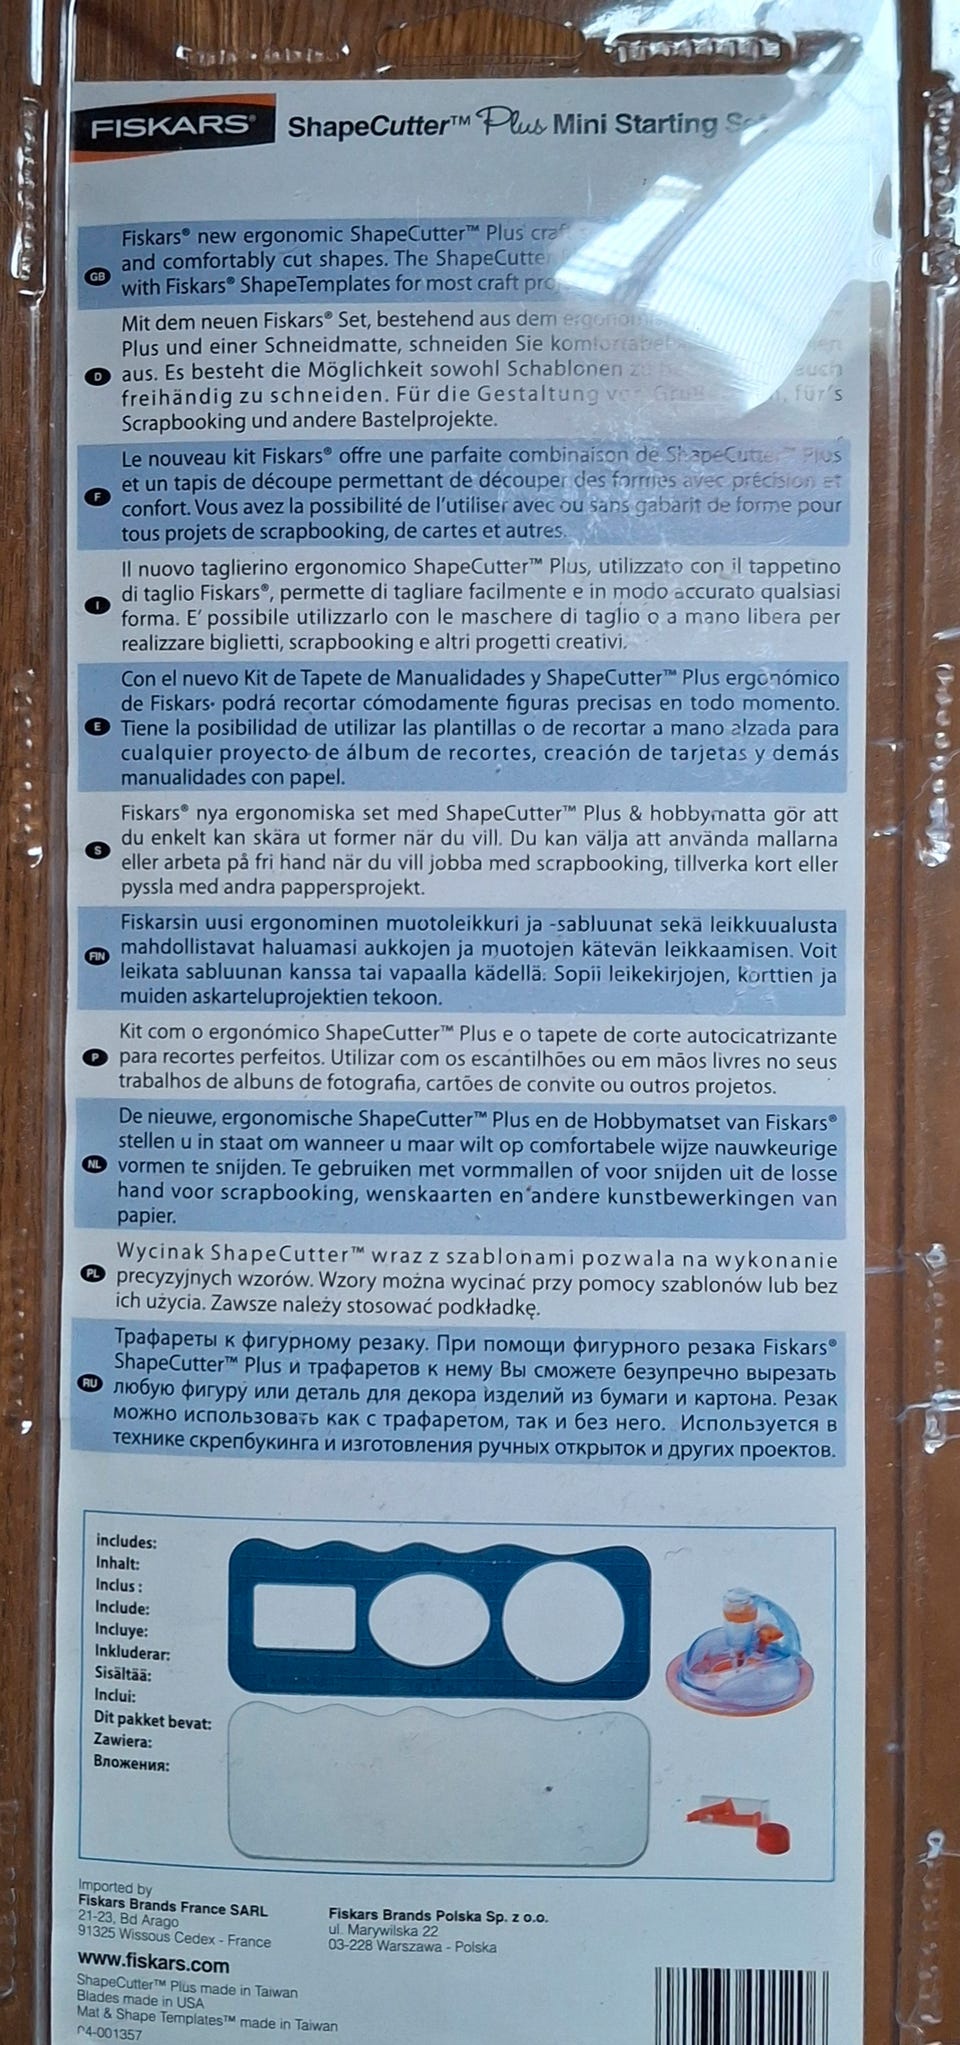 FISKARS®
ShapeCutter™ Plus Mini Starting
Fiskars® new ergonomic ShapeCutter™ Plus
and comfortably cut shapes. The ShapeCutter
with Fiskars® ShapeTemplates for most craft
GB
Mit dem neuen Fiskars® Set, bestehend aus dem
Plus und einer Schneidmatte, schneiden Sie komfortabel
aus. Es besteht die Möglichkeit sowohl Schablonen auch
freihändig zu schneiden. Für die Gestaltung für's
Scrapbooking und andere Bastelprojekte.
D
Le nouveau kit Fiskars® offre une parfaite combinaison de ShapeCutter™ Plus
et un tapis de découpe permettant de découper des formes avec précision et
confort. Vous avez la possibilité de l'utiliser avec ou sans gabarit de forme pour
tous projets de scrapbooking, de cartes et autres.
F
Il nuovo taglierino ergonomico ShapeCutter™ Plus, utilizzato con il tappetino
di taglio Fiskars®, permette di tagliare facilmente e in modo accurato qualsiasi
forma. E' possibile utilizzarlo con le maschere di taglio o a mano libera per
realizzare biglietti, scrapbooking e altri progetti creativi.
I
Con el nuevo Kit de Tapete de Manualidades y ShapeCutter™ Plus ergonómico
de Fiskars• podrá recortar cómodamente figuras precisas en todo momento.
Tiene la posibilidad de utilizar las plantillas o de recortar a mano alzada para
cualquier proyecto de álbum de recortes, creación de tarjetas y demás
manualidades con papel.
E
Fiskars® nya ergonomiska set med ShapeCutter™ Plus & hobbymatta gör att
du enkelt kan skära ut former när du vill. Du kan välja att använda mallarna
eller arbeta på fri hand när du vill jobba med scrapbooking, tillverka kort eller
pyssla med andra pappersprojekt.
S
Fiskarsin uusi ergonominen muotoleikkuri ja -sabluunat sekä leikkuualusta
mahdollistavat haluamasi aukkojen ja muotojen kätevän leikkaamisen. Voit
leikata sabluunan kanssa tai vapaalla kädellä. Sopii leikekirjojen, korttien ja
muiden askarteluprojektien tekoon.
FIN
Kit com o ergonómico ShapeCutter™ Plus e o tapete de corte autocicatrizante
para recortes perfeitos. Utilizar com os escantilhões ou em mãos livres no seus
trabalhos de albuns de fotografia, cartões de convite ou outros projetos.
P
De nieuwe, ergonomische ShapeCutter™ Plus en de Hobbymatset van Fiskars®
stellen u in staat om wanneer u maar wilt op comfortabele wijze nauwkeurige
vormen te snijden. Te gebruiken met vormmallen of voor snijden uit de losse
hand voor scrapbooking, wenskaarten en andere kunstbewerkingen van
papier.
NL
Wycinak ShapeCutter™ wraz z szablonami pozwala na wykonanie
precyzyjnych wzorów. Wzory można wycinać przy pomocy szablonów lub bez
ich użycia. Zawsze należy stosować podkładkę.
PL
Трафареты к фигурному резаку. При помощи фигурного резака Fiskars®
ShapeCutter™ Plus и трафаретов к нему Вы сможете безупречно вырезать
любую фигуру или деталь для декора изделий из бумаги и картона. Резак
можно использовать как с трафаретом, так и без него. Используется в
технике скрепбукинга и изготовления ручных открыток и других проектов.
RU
includes:
Inhalt:
Inclus :
Include:
Incluye:
Inkluderar:
Sisältää:
Inclui:
Dit pakket bevat:
Zawiera:
Вложения:
Imported by
Fiskars Brands France SARL
21-23, Bd Arago
91325 Wissous Cedex - France
Fiskars Brands Polska Sp. z o.o.
ul. Marywilska 22
03-228 Warszawa - Polska
www.fiskars.com
ShapeCutter™ Plus made in Taiwan
Blades made in USA
Mat & Shape Templates™ made in Taiwan
04-001357